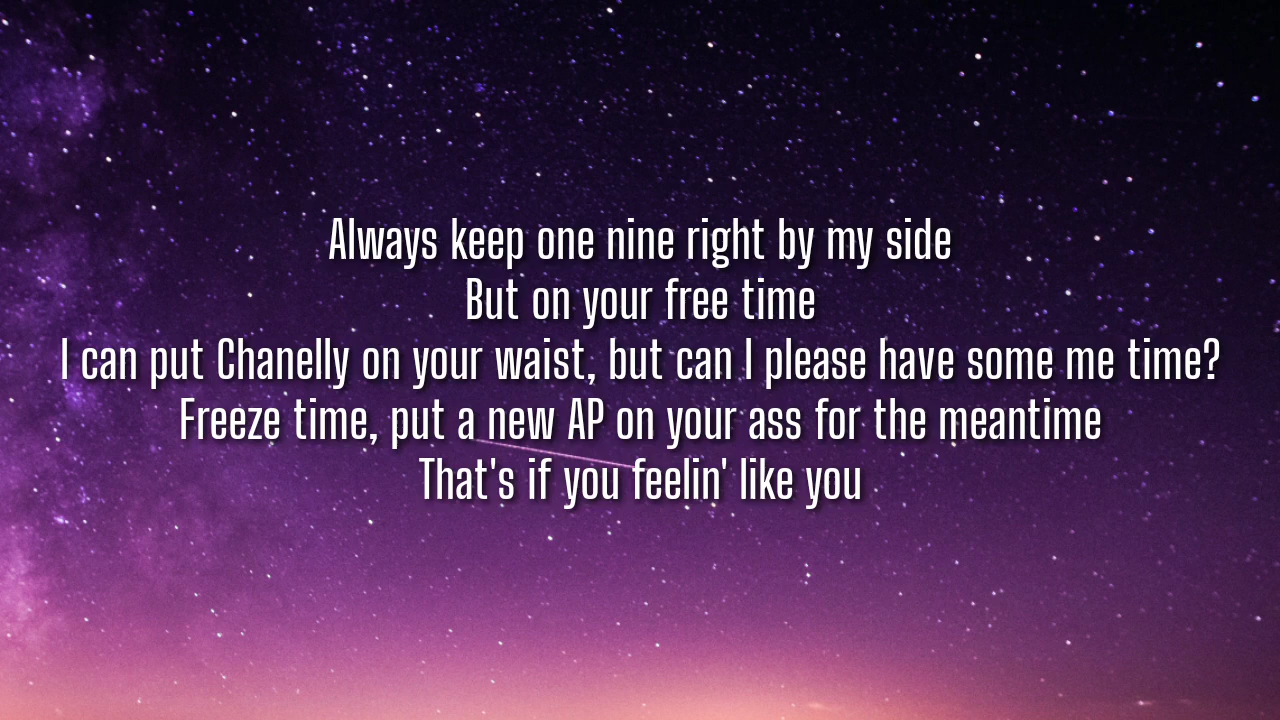 Always keep one nine right by my side
But on your free time
I can put Chanelly on your waist, but can I please have some me time?
Freeze time, put a new AP on your ass for the meantime
That's if you feelin' like you